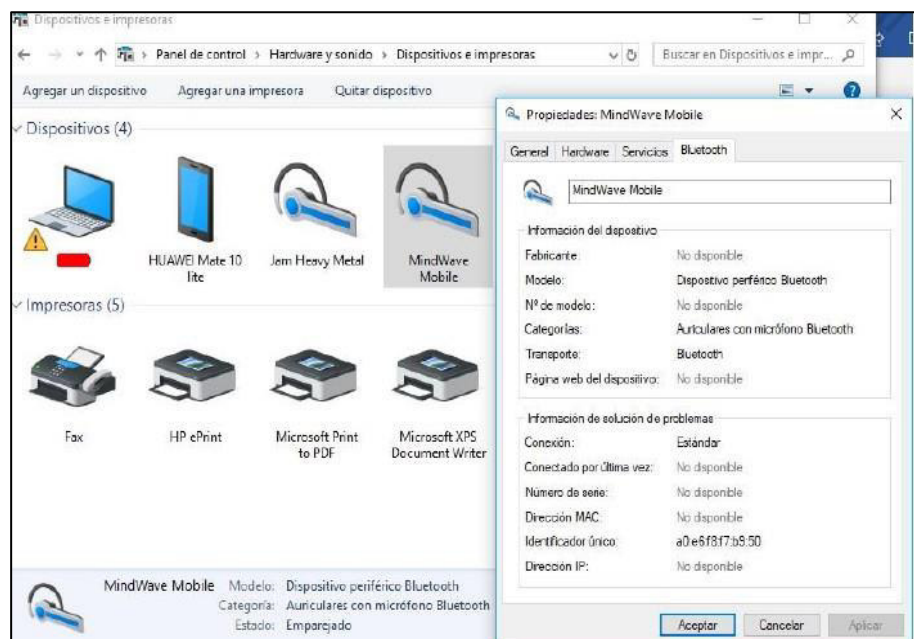 Dispositivos e impresoras
Panel de control > Hardware y sonido > Dispositivos e impresoras
Buscar en Dispositivos e impr...
Agregar un dispositivo Agregar una impresora Quitar dispositivo
Dispositivos (4)
HUAWEI Mate 10 lite
Jam Heavy Metal
MindWave Mobile
Impresoras (5)
Fax
HP ePrint
Microsoft Print to PDF
Microsoft XPS Document Writer
MindWave Mobile Modelo: Dispositivo periférico Bluetooth
Categoría: Auriculares con micrófono Bluetooth
Estado: Emparejado
Propiedades: MindWave Mobile
General Hardware Servicios Bluetooth
MindWave Mobile
Información del dispositivo
Fabricante: No disponible
Modelo: Dispositivo periférico Bluetooth
Nº de modelo: No disponible
Categorías: Auriculares con micrófono Bluetooth
Transporte: Bluetooth
Página web del dispositivo: No disponible
Información de solución de problemas
Conexión: Estándar
Conectado por última vez: No disponible
Número de serie: No disponible
Dirección MAC: No disponible
Identificador único: a0:e6:f8:f7:b9:50
Dirección IP: No disponible
Aceptar Cancelar Aplicar